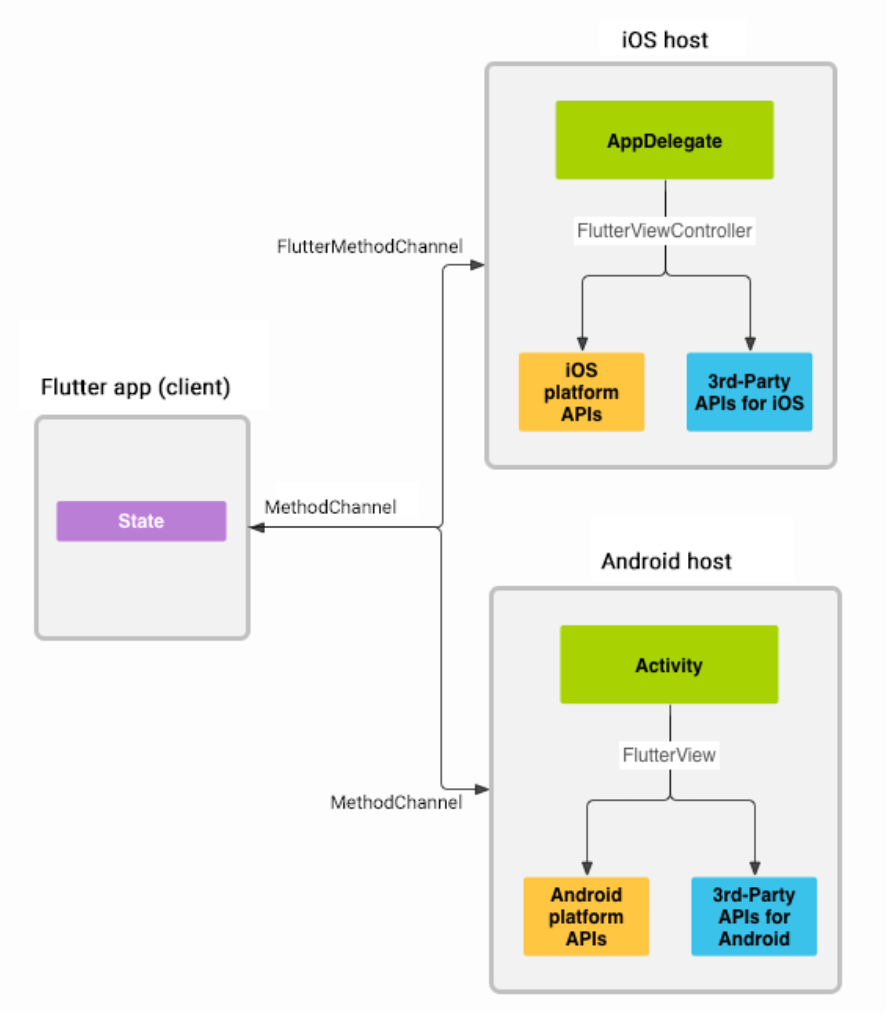 iOS host
AppDelegate
FlutterViewController
FlutterMethodChannel
iOS
platform
APIs
3rd-Party
APIs for iOS
Flutter app (client)
State
MethodChannel
Android host
Activity
FlutterView
MethodChannel
Android
platform
APIs
3rd-Party
APIs for
Android